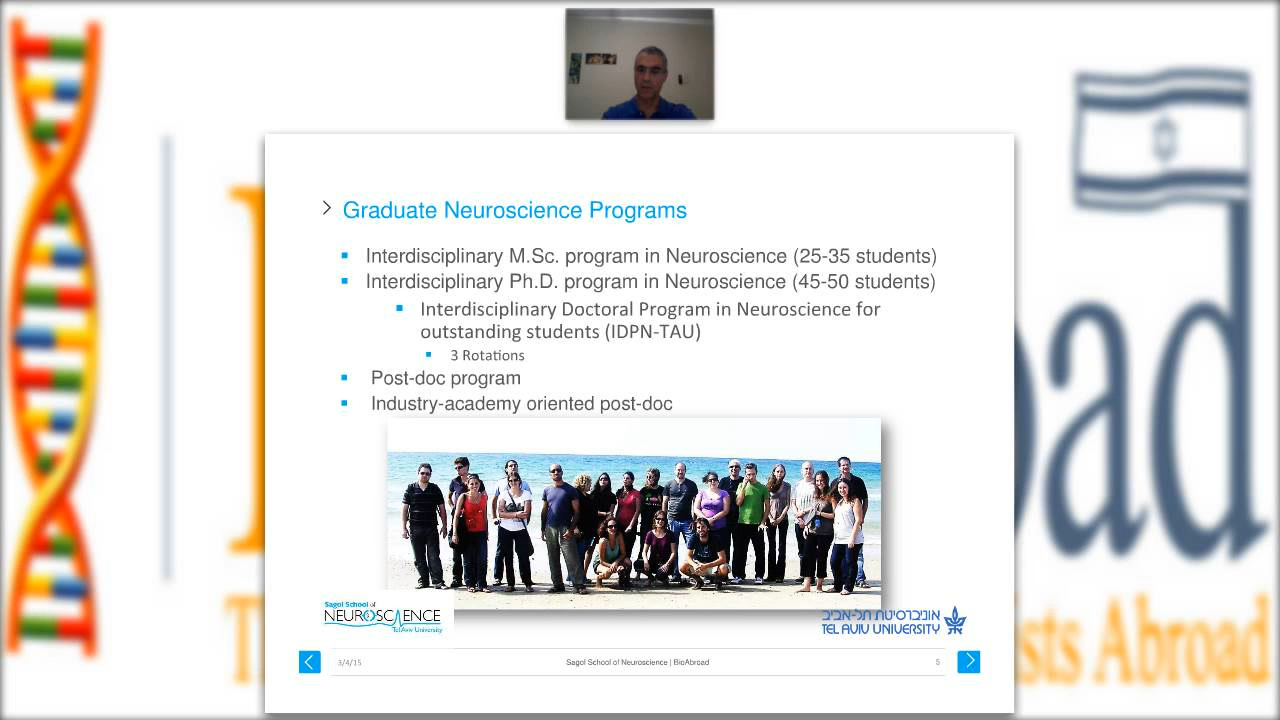 Graduate Neuroscience Programs
Interdisciplinary M.Sc. program in Neuroscience (25-35 students)
Interdisciplinary Ph.D. program in Neuroscience (45-50 students)
Interdisciplinary Doctoral Program in Neuroscience for
outstanding students (IDPN-TAU)
3 Rotations
Post-doc program
Industry-academy oriented post-doc
Sagol School of
NEUROSCIENCE
Tel Aviv University
אוניברסיטת תל-אביב
TEL AVIV UNIVERSITY
3/4/15
Sagol School of Neuroscience | BioAbroad
5
ad
sts Abroad